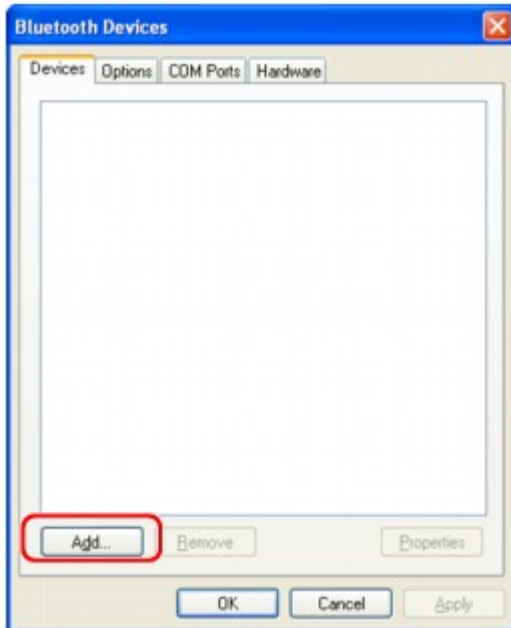 Bluetooth Devices
Devices Options COM Ports Hardware
Add... Remove Properties
OK Cancel Apply